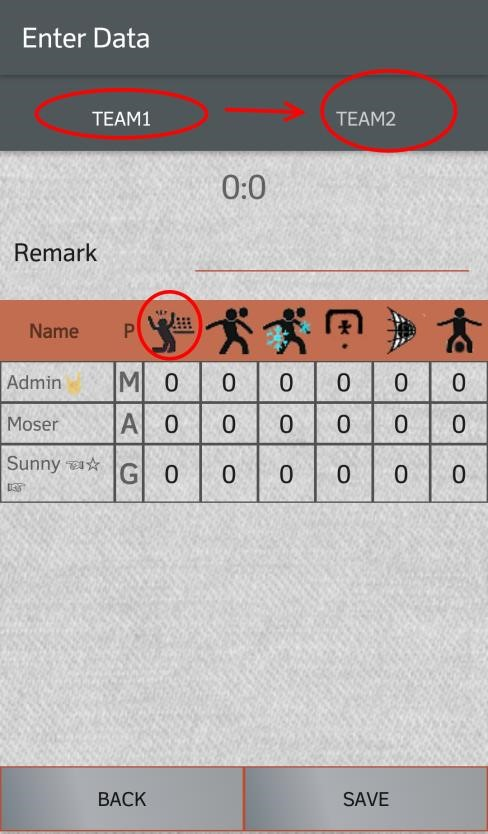 Enter Data
TEAM1 TEAM2
0:0
Remark
Name P
Admin🤘 M 0 0 0 0 0 0
Moser A 0 0 0 0 0 0
Sunny ☜☆
☞ G 0 0 0 0 0 0
BACK SAVE